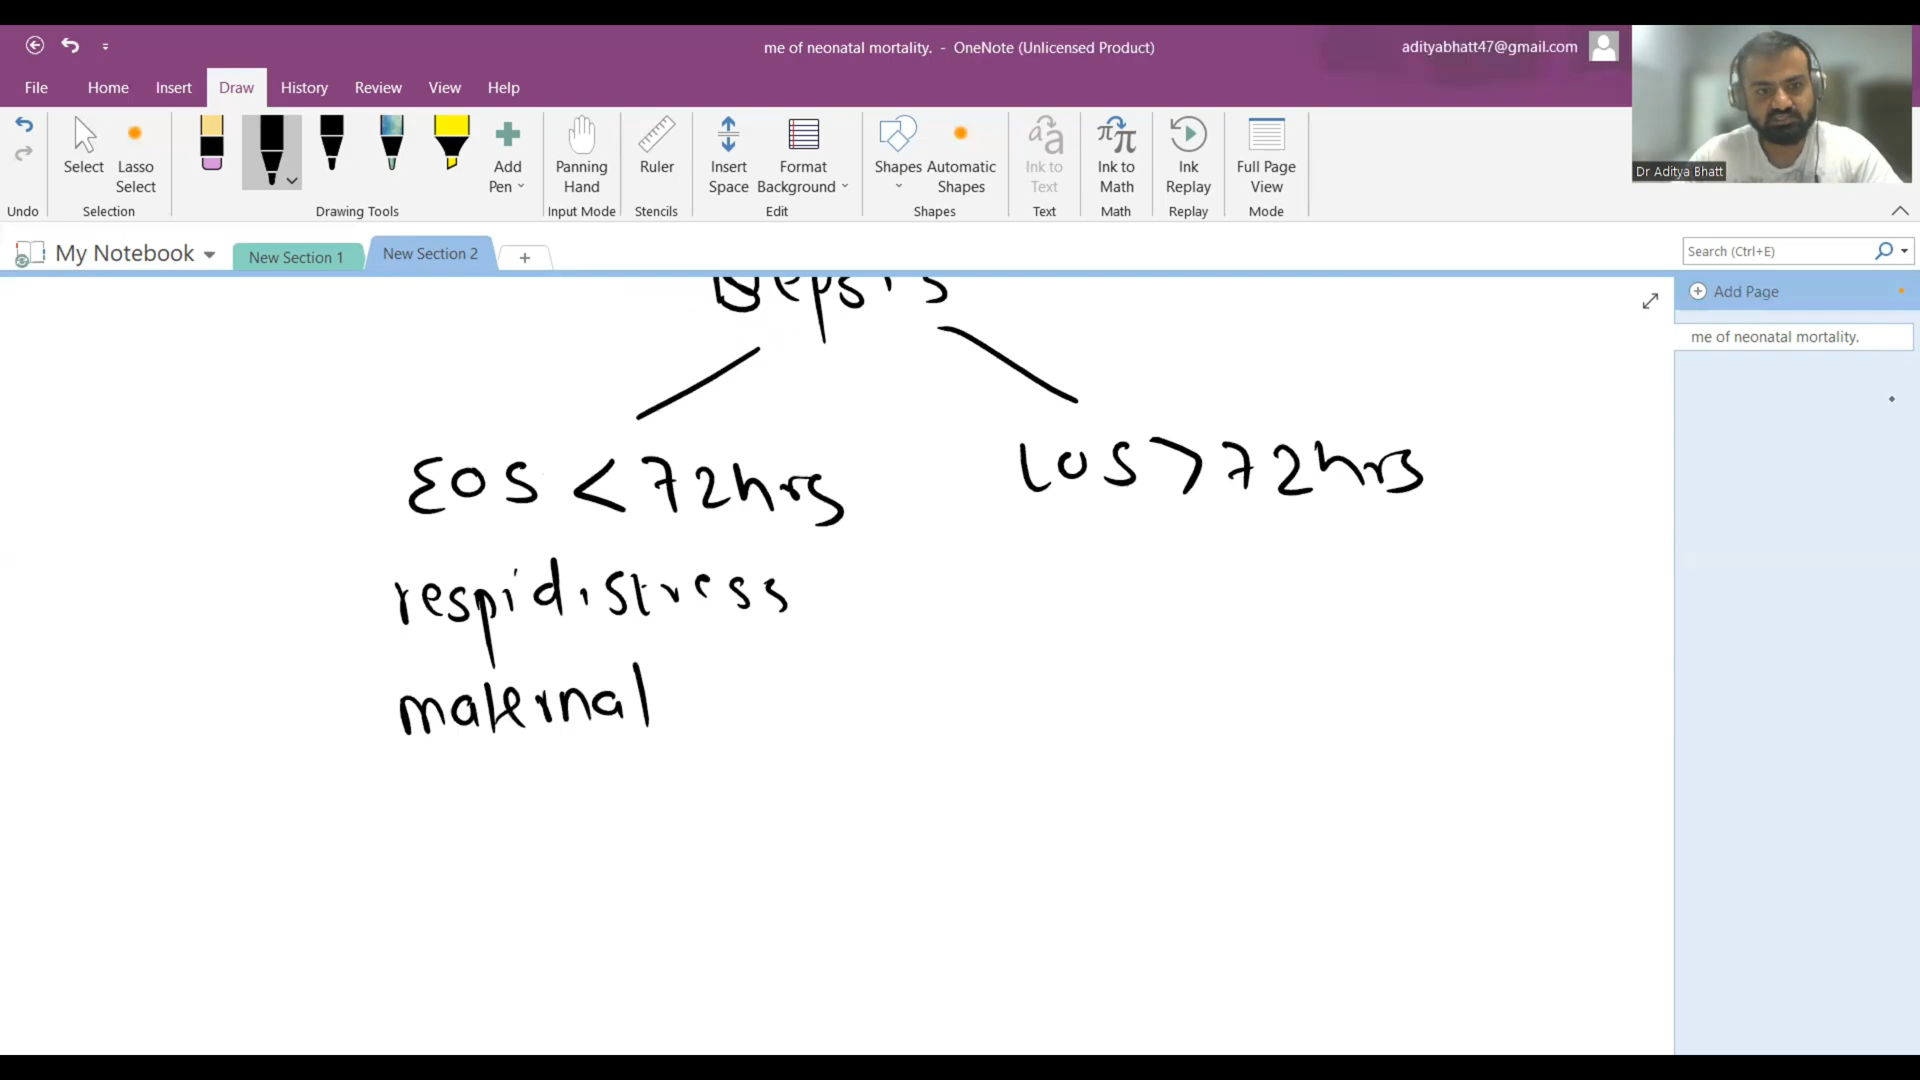 me of neonatal mortality. - OneNote (Unlicensed Product)
adityabhatt47@gmail.com
File Home Insert Draw History Review View Help
Select
Lasso Select
Add Pen
Panning Hand
Ruler
Insert Space
Format Background
Shapes
Automatic Shapes
Ink to Text
Ink to Math
Ink Replay
Full Page View
Undo Selection Drawing Tools Input Mode Stencils Edit Shapes Text Math Replay Mode
Dr Aditya Bhatt
My Notebook New Section 1 New Section 2
Search (Ctrl+E)
Add Page
me of neonatal mortality.
Sepsis
EOS < 72hrs
LOS > 72hrs
respi distress
maternal